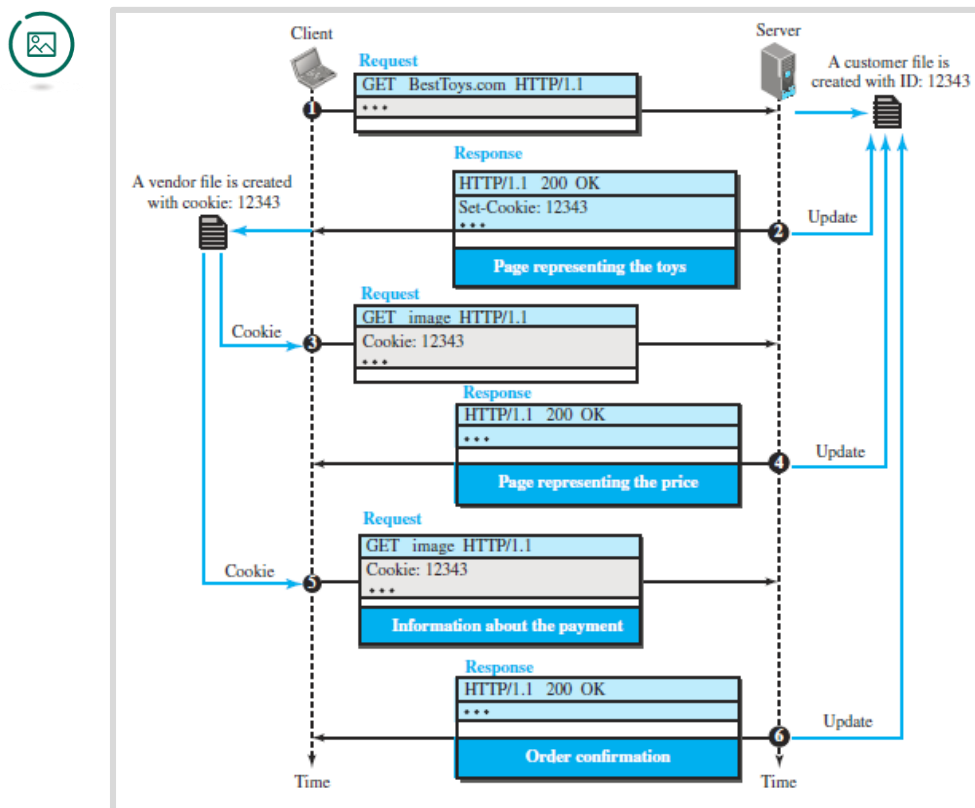 Client
Server
A customer file is
created with ID: 12343
Request
GET BestToys.com HTTP/1.1
1
Response
HTTP/1.1 200 OK
Set-Cookie: 12343
A vendor file is created
with cookie: 12343
2
Update
Page representing the toys
Request
GET image HTTP/1.1
Cookie
3
Cookie: 12343
Response
HTTP/1.1 200 OK
4
Update
Page representing the price
Request
GET image HTTP/1.1
Cookie
5
Cookie: 12343
Information about the payment
Response
HTTP/1.1 200 OK
6
Update
Order confirmation
Time
Time